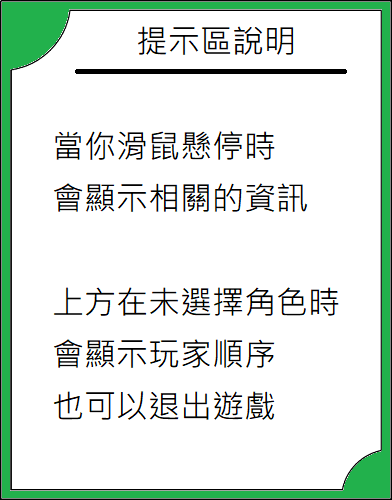 提示區說明
當你滑鼠懸停時
會顯示相關的資訊
上方在未選擇角色時
會顯示玩家順序
也可以退出遊戲